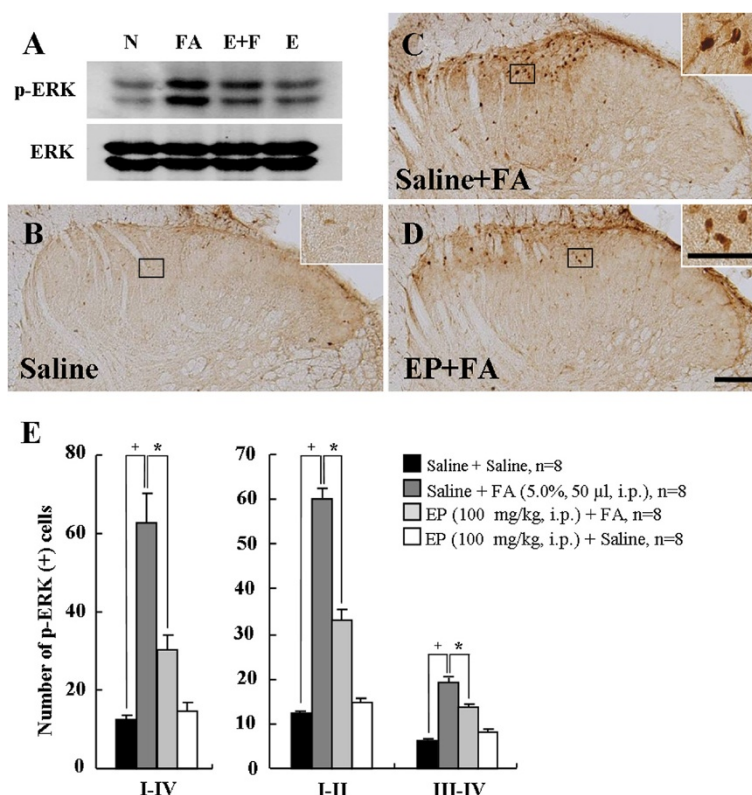 A
N FA E+F E
p-ERK
ERK
C
Saline+FA
B
Saline
D
EP+FA
E
Number of p-ERK (+) cells
80
60
40
20
0
+ *
I-IV
70
60
50
40
30
20
10
0
+ *
+ *
I-II
III-IV
Saline + Saline, n=8
Saline + FA (5.0%, 50 µl, i.p.), n=8
EP (100 mg/kg, i.p.) + FA, n=8
EP (100 mg/kg, i.p.) + Saline, n=8